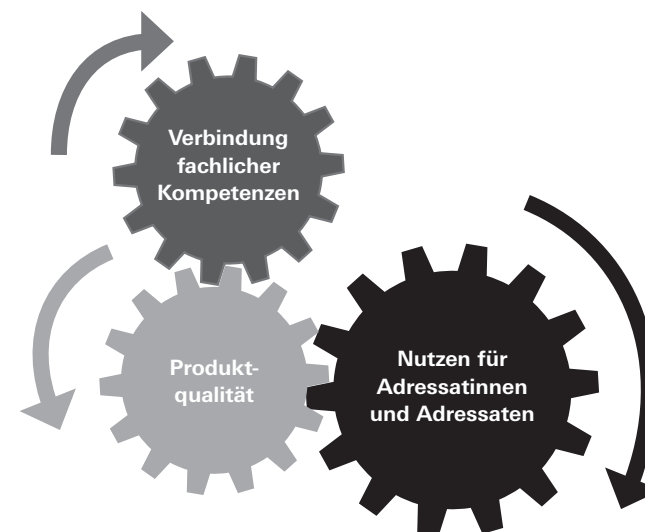 Verbindung
fachlicher
Kompetenzen
Produkt-
qualität
Nutzen für
Adressatinnen
und Adressaten